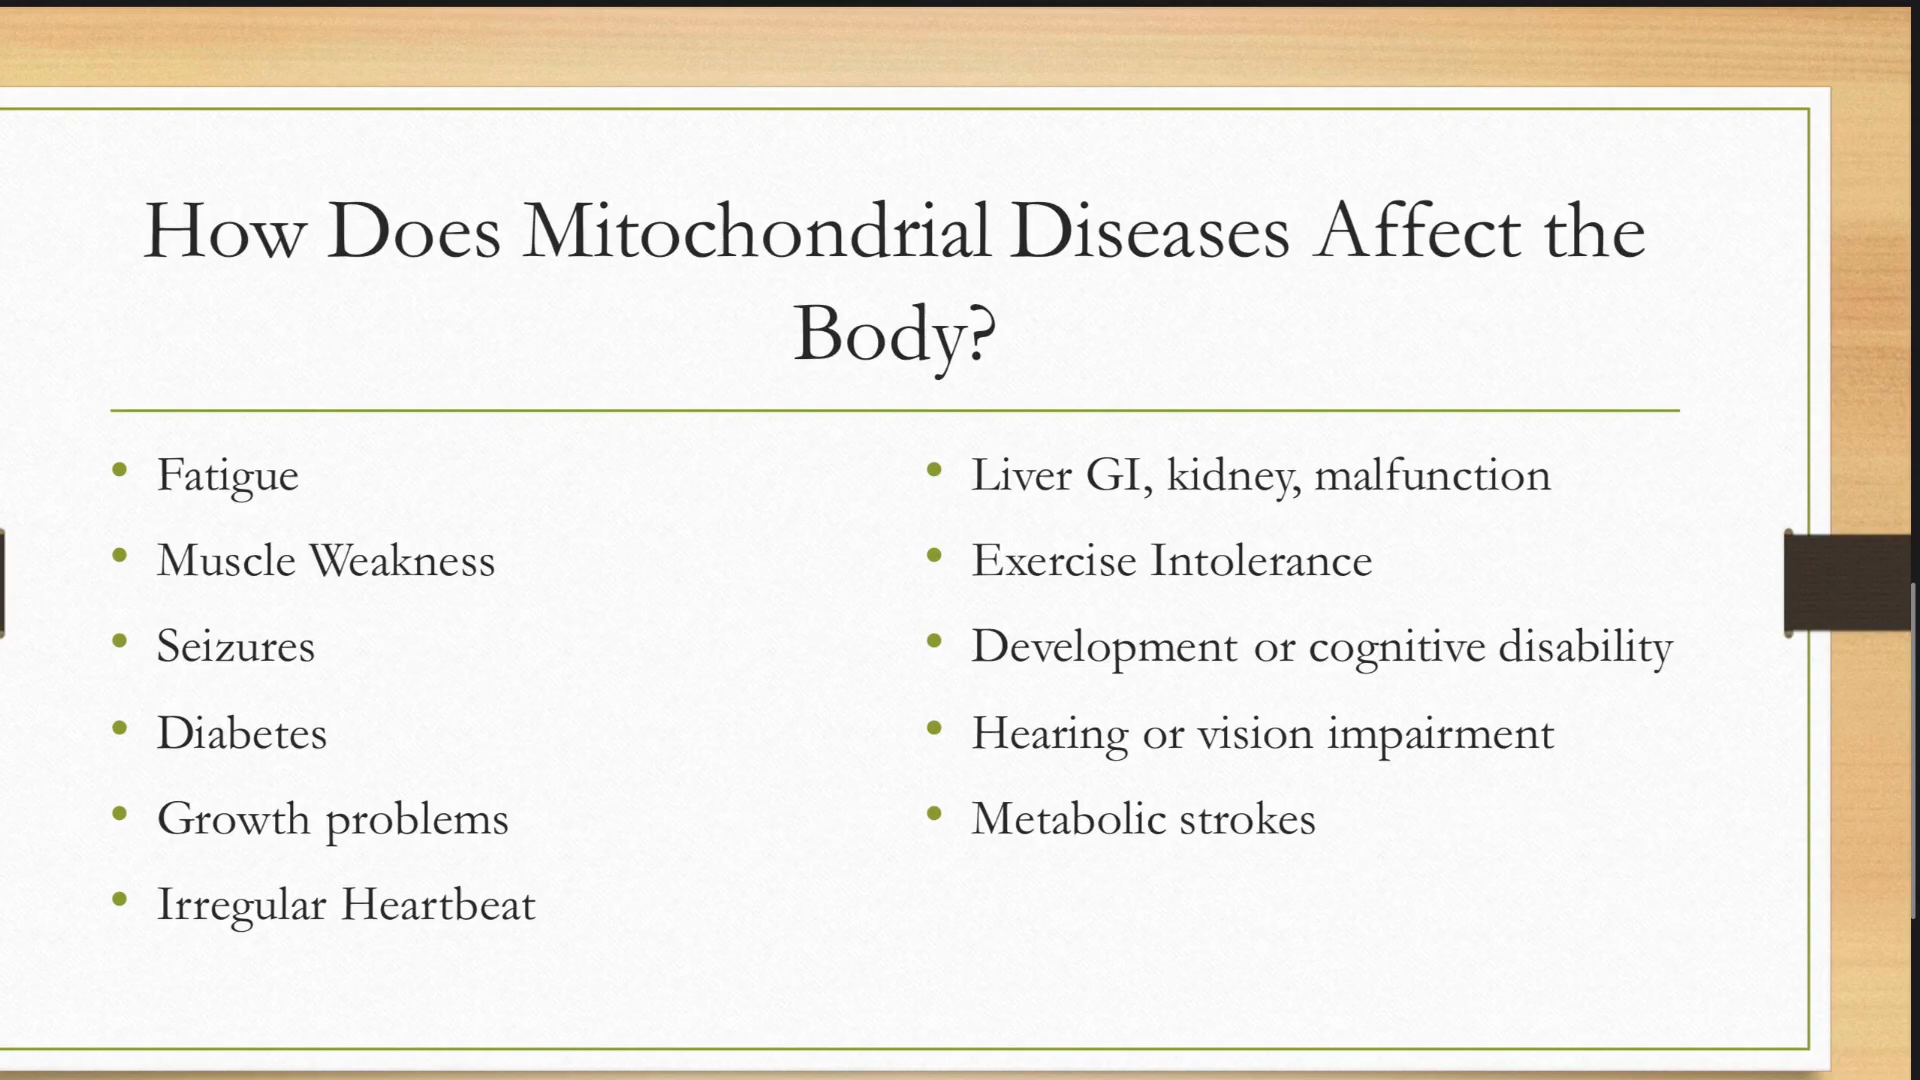 How Does Mitochondrial Diseases Affect the
Body?
• Fatigue
• Muscle Weakness
• Seizures
• Diabetes
• Growth problems
• Irregular Heartbeat
• Liver GI, kidney, malfunction
• Exercise Intolerance
• Development or cognitive disability
• Hearing or vision impairment
• Metabolic strokes